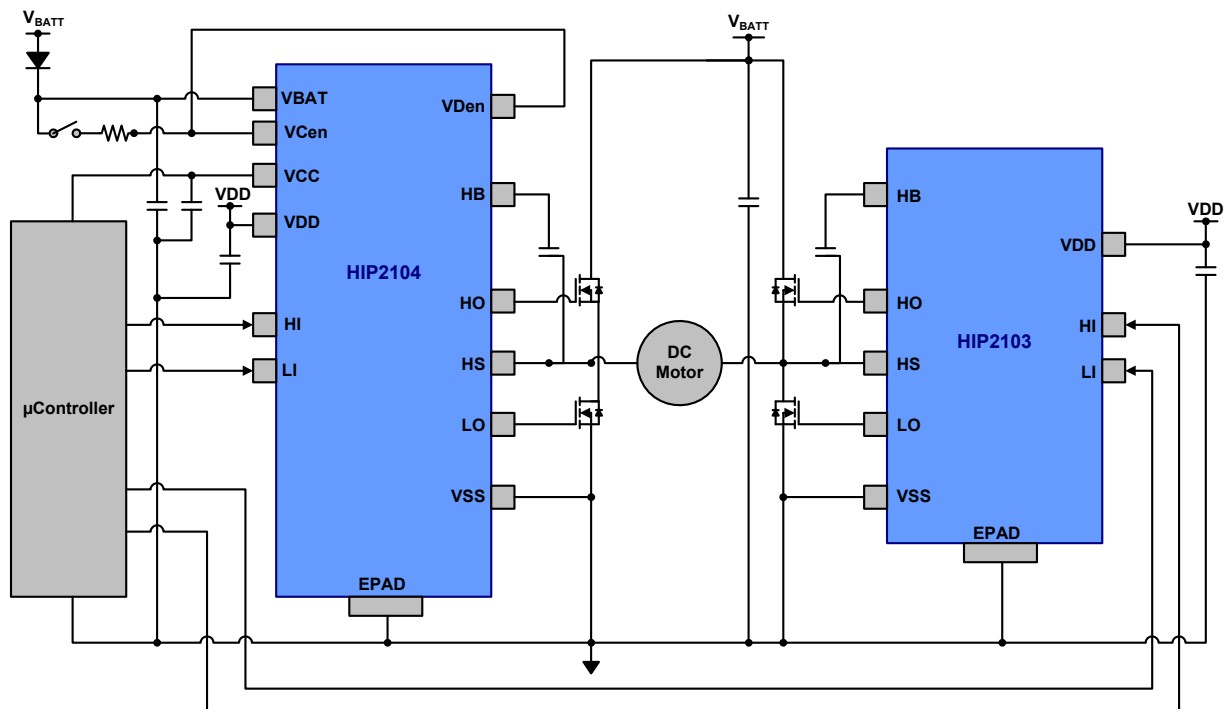 VBATT
VBATT
VBAT
VDen
VCen
VCC
VDD
HB
HB
VDD
VDD
VDD
HIP2104
HO
HO
HI
HI
HIP2103
DC
Motor
HS
HS
LI
LI
µController
LO
LO
VSS
VSS
EPAD
EPAD